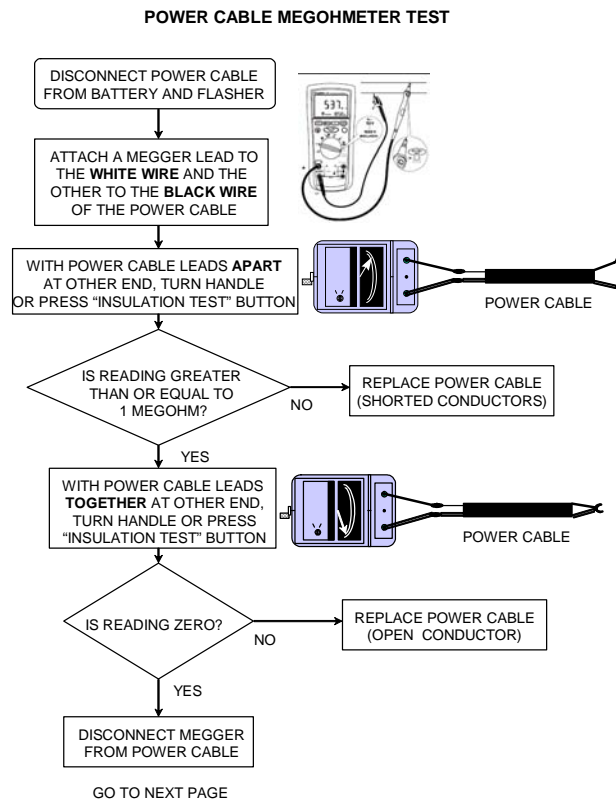 POWER CABLE MEGOHMETER TEST
DISCONNECT POWER CABLE
FROM BATTERY AND FLASHER
537.
ATTACH A MEGGER LEAD TO
THE WHITE WIRE AND THE
OTHER TO THE BLACK WIRE
OF THE POWER CABLE
WITH POWER CABLE LEADS APART
AT OTHER END, TURN HANDLE
OR PRESS “INSULATION TEST” BUTTON
POWER CABLE
IS READING GREATER
THAN OR EQUAL TO
1 MEGOHM?
NO
REPLACE POWER CABLE
(SHORTED CONDUCTORS)
YES
WITH POWER CABLE LEADS
TOGETHER AT OTHER END,
TURN HANDLE OR PRESS
“INSULATION TEST” BUTTON
POWER CABLE
IS READING ZERO?
NO
REPLACE POWER CABLE
(OPEN CONDUCTOR)
YES
DISCONNECT MEGGER
FROM POWER CABLE
GO TO NEXT PAGE